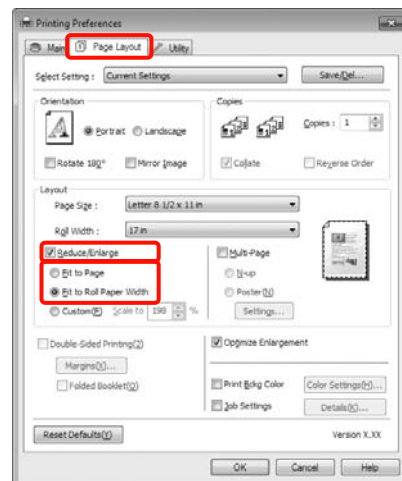 Printing Preferences
Main Page Layout Utility
Select Setting : Current Settings Save/Del...
Orientation Copies
Portrait Landscape Copies : 1
Rotate 180° Mirror Image Collate Reverse Order
Layout
Page Size : Letter 8 1/2 x 11 in
Roll Width : 17 in
Reduce/Enlarge Multi-Page
Fit to Page N-up
Fit to Roll Paper Width Poster(N)
Custom(F) Scale to 198 % Settings...
Double-Sided Printing(2) Optimize Enlargement
Margins(X)...
Folded Booklet(Q) Print Bckg Color Color Settings(H)...
Job Settings Details(K)...
Reset Defaults(Y) Version X.XX
OK Cancel Help